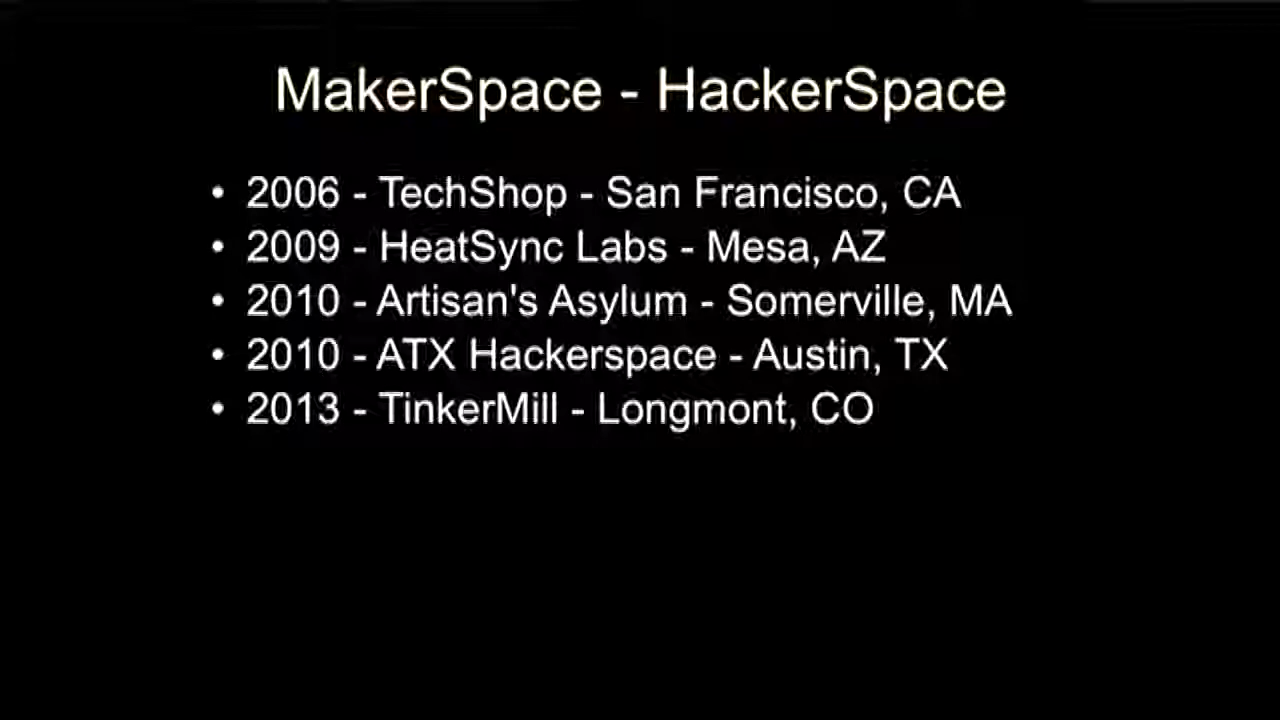 MakerSpace - HackerSpace
• 2006 - TechShop - San Francisco, CA
• 2009 - HeatSync Labs - Mesa, AZ
• 2010 - Artisan's Asylum - Somerville, MA
• 2010 - ATX Hackerspace - Austin, TX
• 2013 - TinkerMill - Longmont, CO